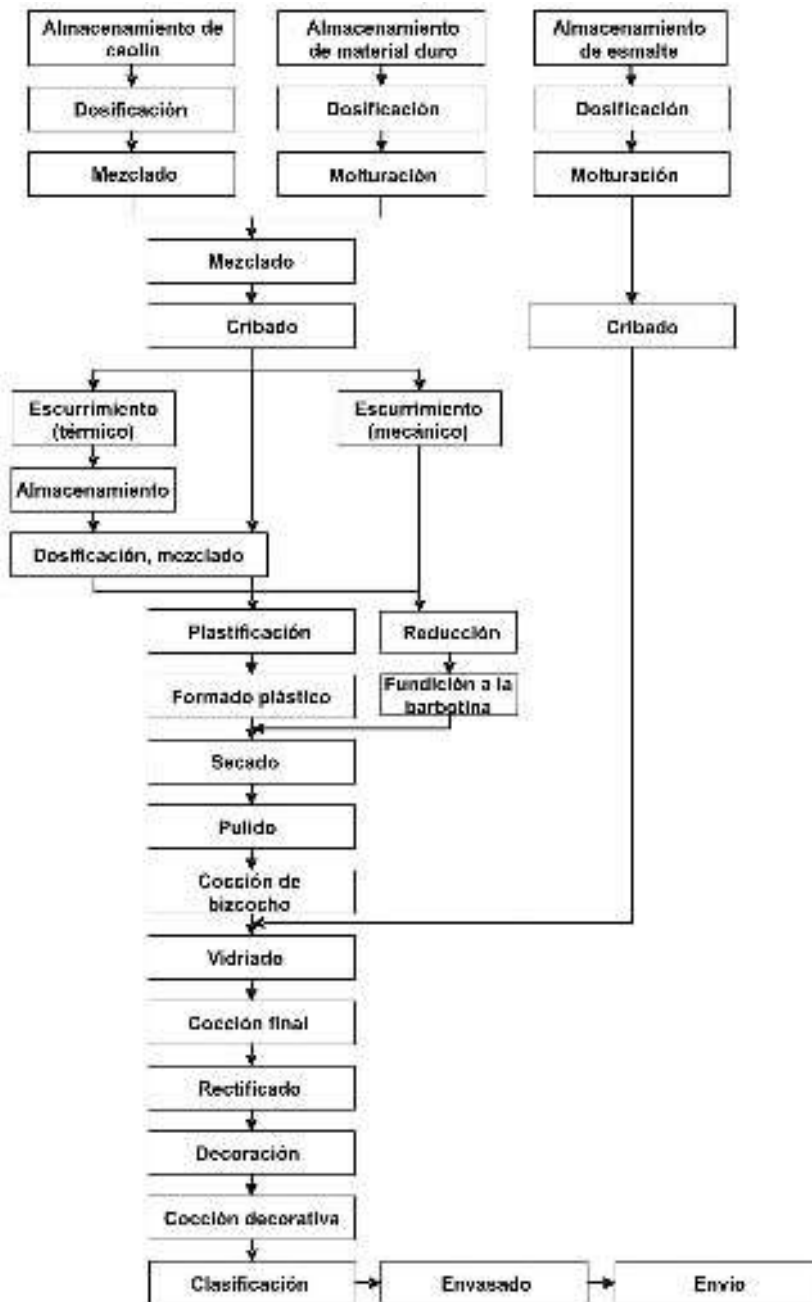 Almacenamiento de
caolín
Almacenamiento
de material duro
Almacenamiento
de esmalte
Dosificación
Dosificación
Dosificación
Mezclado
Molturación
Molturación
Mezclado
Cribado
Cribado
Escurrimiento
(térmico)
Escurrimiento
(mecánico)
Almacenamiento
Dosificación, mezclado
Plastificación
Reducción
Formado plástico
Fundición a la
barbotina
Secado
Pulido
Cocción de
bizcocho
Vidriado
Cocción final
Rectificado
Decoración
Cocción decorativa
Clasificación
Envasado
Envío